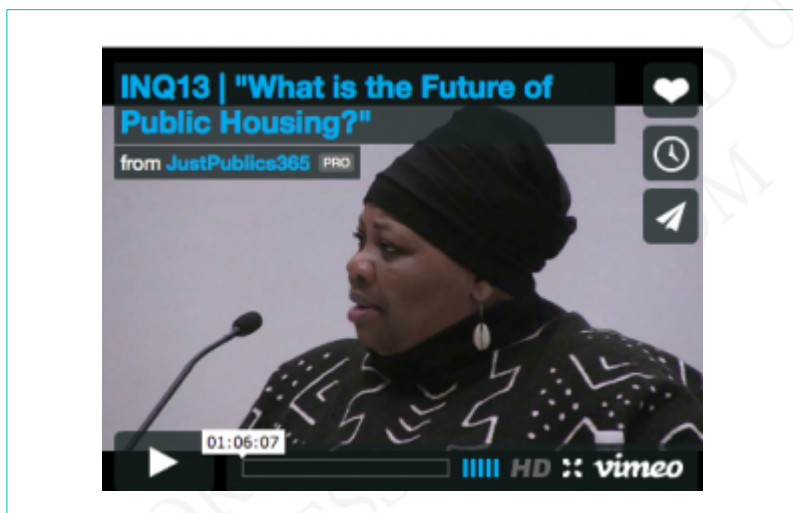 INQ13 | "What is the Future of
Public Housing?"
from JustPublics365 PRO
01:06:07
HD vimeo